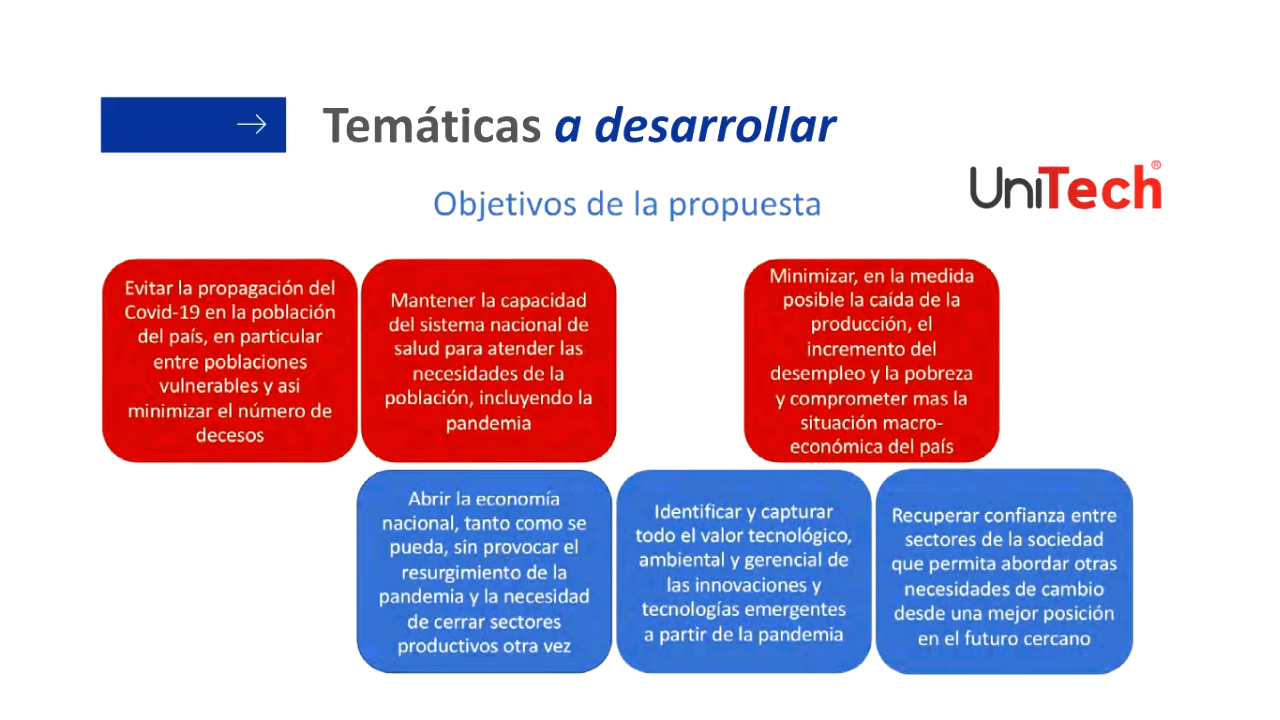 Temáticas a desarrollar
UniTech®
Objetivos de la propuesta
Evitar la propagación del
Covid-19 en la población
del país, en particular
entre poblaciones
vulnerables y asi
minimizar el número de
decesos
Mantener la capacidad
del sistema nacional de
salud para atender las
necesidades de la
población, incluyendo la
pandemia
Minimizar, en la medida
posible la caída de la
producción, el
incremento del
desempleo y la pobreza
y comprometer mas la
situación macro-
económica del país
Abrir la economía
nacional, tanto como se
pueda, sin provocar el
resurgimiento de la
pandemia y la necesidad
de cerrar sectores
productivos otra vez
Identificar y capturar
todo el valor tecnológico,
ambiental y gerencial de
las innovaciones y
tecnologías emergentes
a partir de la pandemia
Recuperar confianza entre
sectores de la sociedad
que permita abordar otras
necesidades de cambio
desde una mejor posición
en el futuro cercano